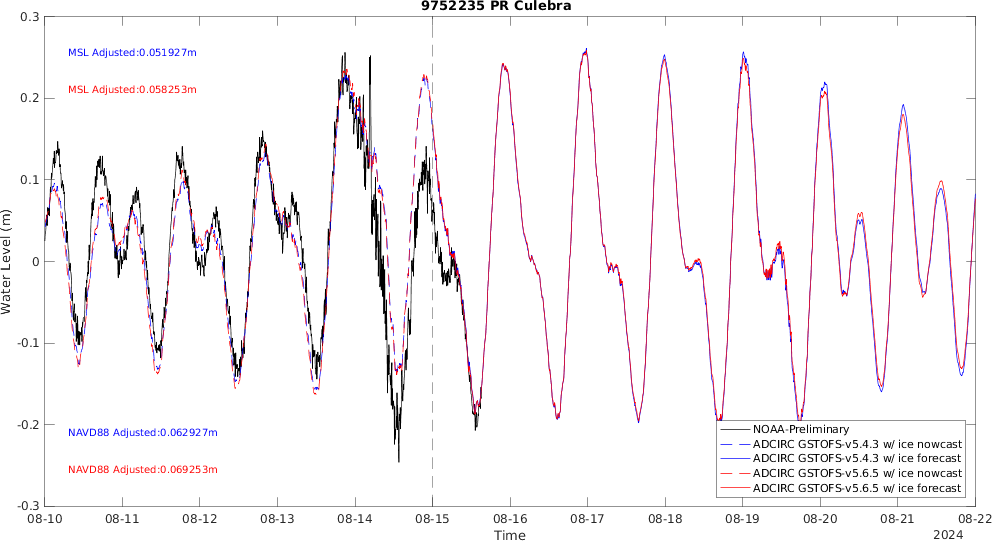 9752235 PR Culebra
0.3
MSL Adjusted:0.051927m
MSL Adjusted:0.058253m
0.2
0.1
Water Level (m)
0
-0.1
-0.2
NAVD88 Adjusted:0.062927m
NAVD88 Adjusted:0.069253m
-0.3
NOAA-Preliminary
ADCIRC GSTOFS-v5.4.3 w/ ice nowcast
ADCIRC GSTOFS-v5.4.3 w/ ice forecast
ADCIRC GSTOFS-v5.6.5 w/ ice nowcast
ADCIRC GSTOFS-v5.6.5 w/ ice forecast
08-10 08-11 08-12 08-13 08-14 08-15 08-16 08-17 08-18 08-19 08-20 08-21 08-22
Time
2024